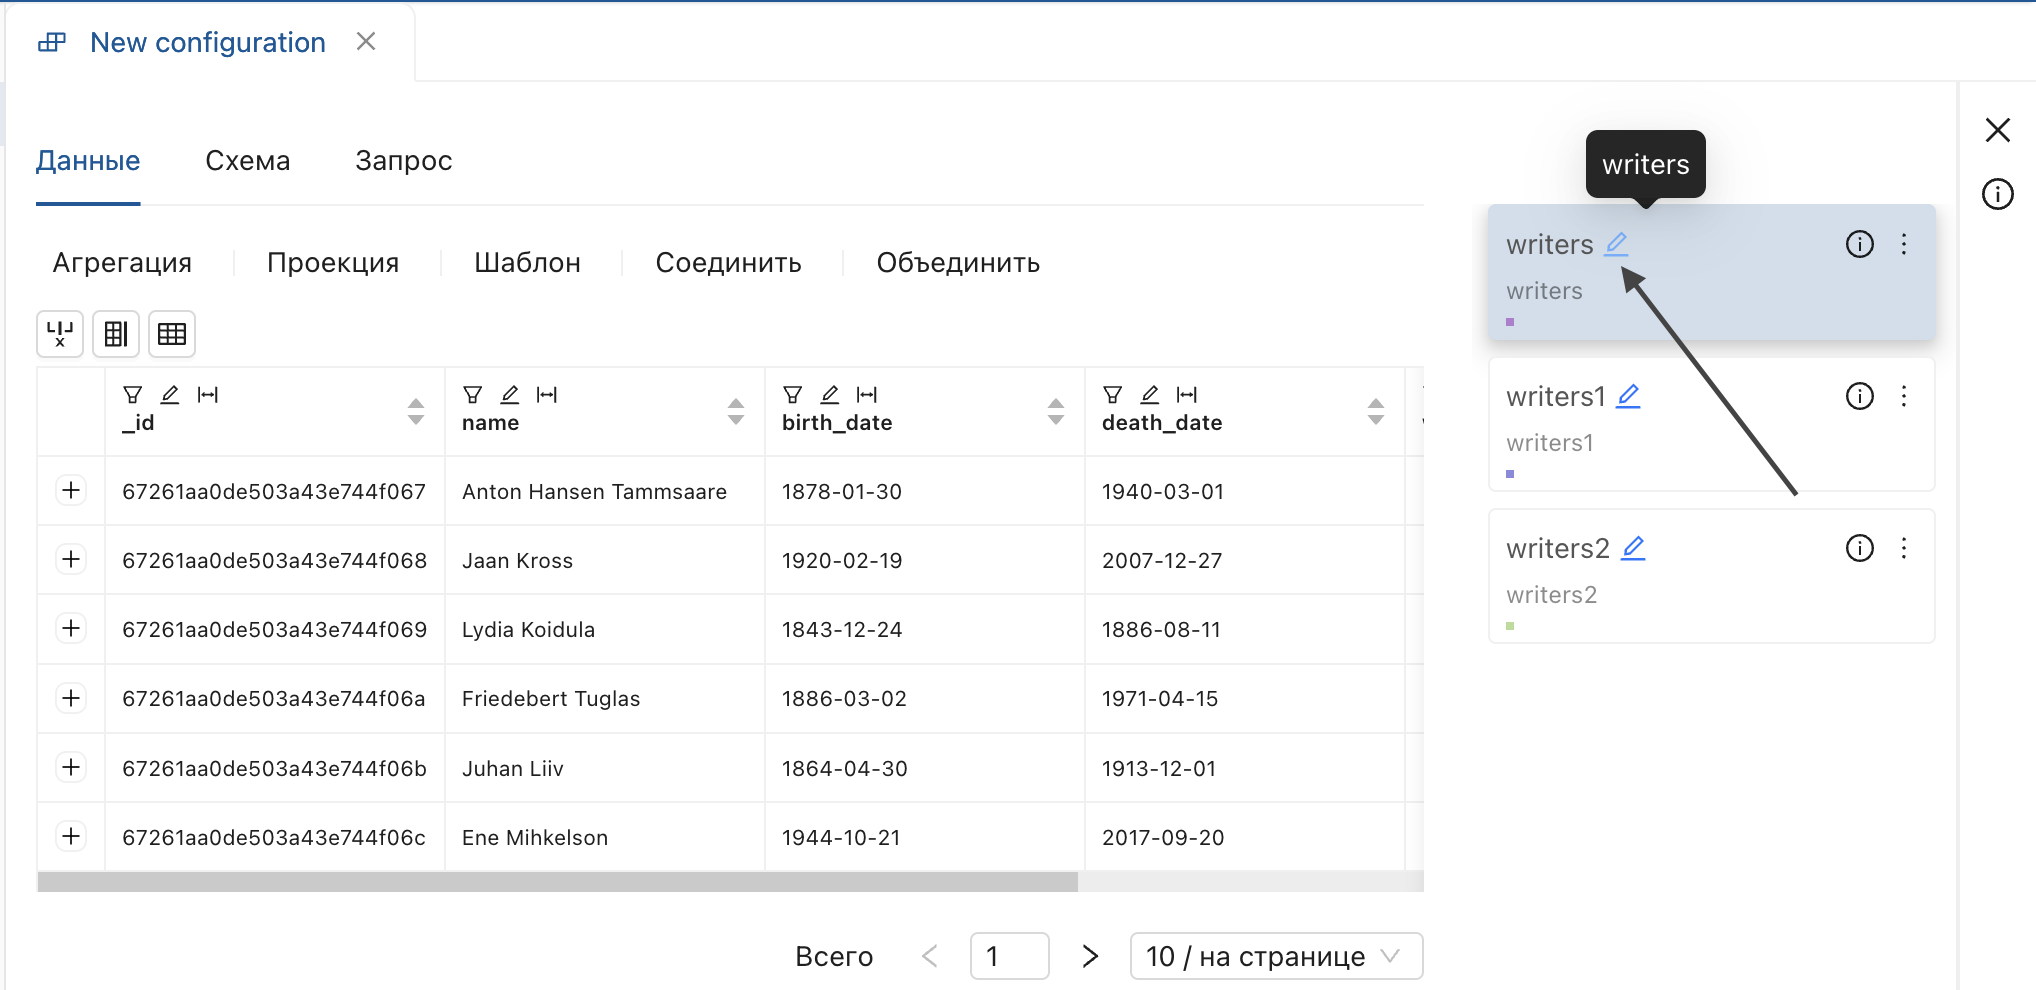 New configuration
Данные Схема Запрос
Агрегация Проекция Шаблон Соединить Объединить
_id name birth_date death_date
67261aa0de503a43e744f067 Anton Hansen Tammsaare 1878-01-30 1940-03-01
67261aa0de503a43e744f068 Jaan Kross 1920-02-19 2007-12-27
67261aa0de503a43e744f069 Lydia Koidula 1843-12-24 1886-08-11
67261aa0de503a43e744f06a Friedebert Tuglas 1886-03-02 1971-04-15
67261aa0de503a43e744f06b Juhan Liiv 1864-04-30 1913-12-01
67261aa0de503a43e744f06c Ene Mihkelson 1944-10-21 2017-09-20
Всего 1 10 / на странице
writers
writers
writers
writers1
writers1
writers2
writers2